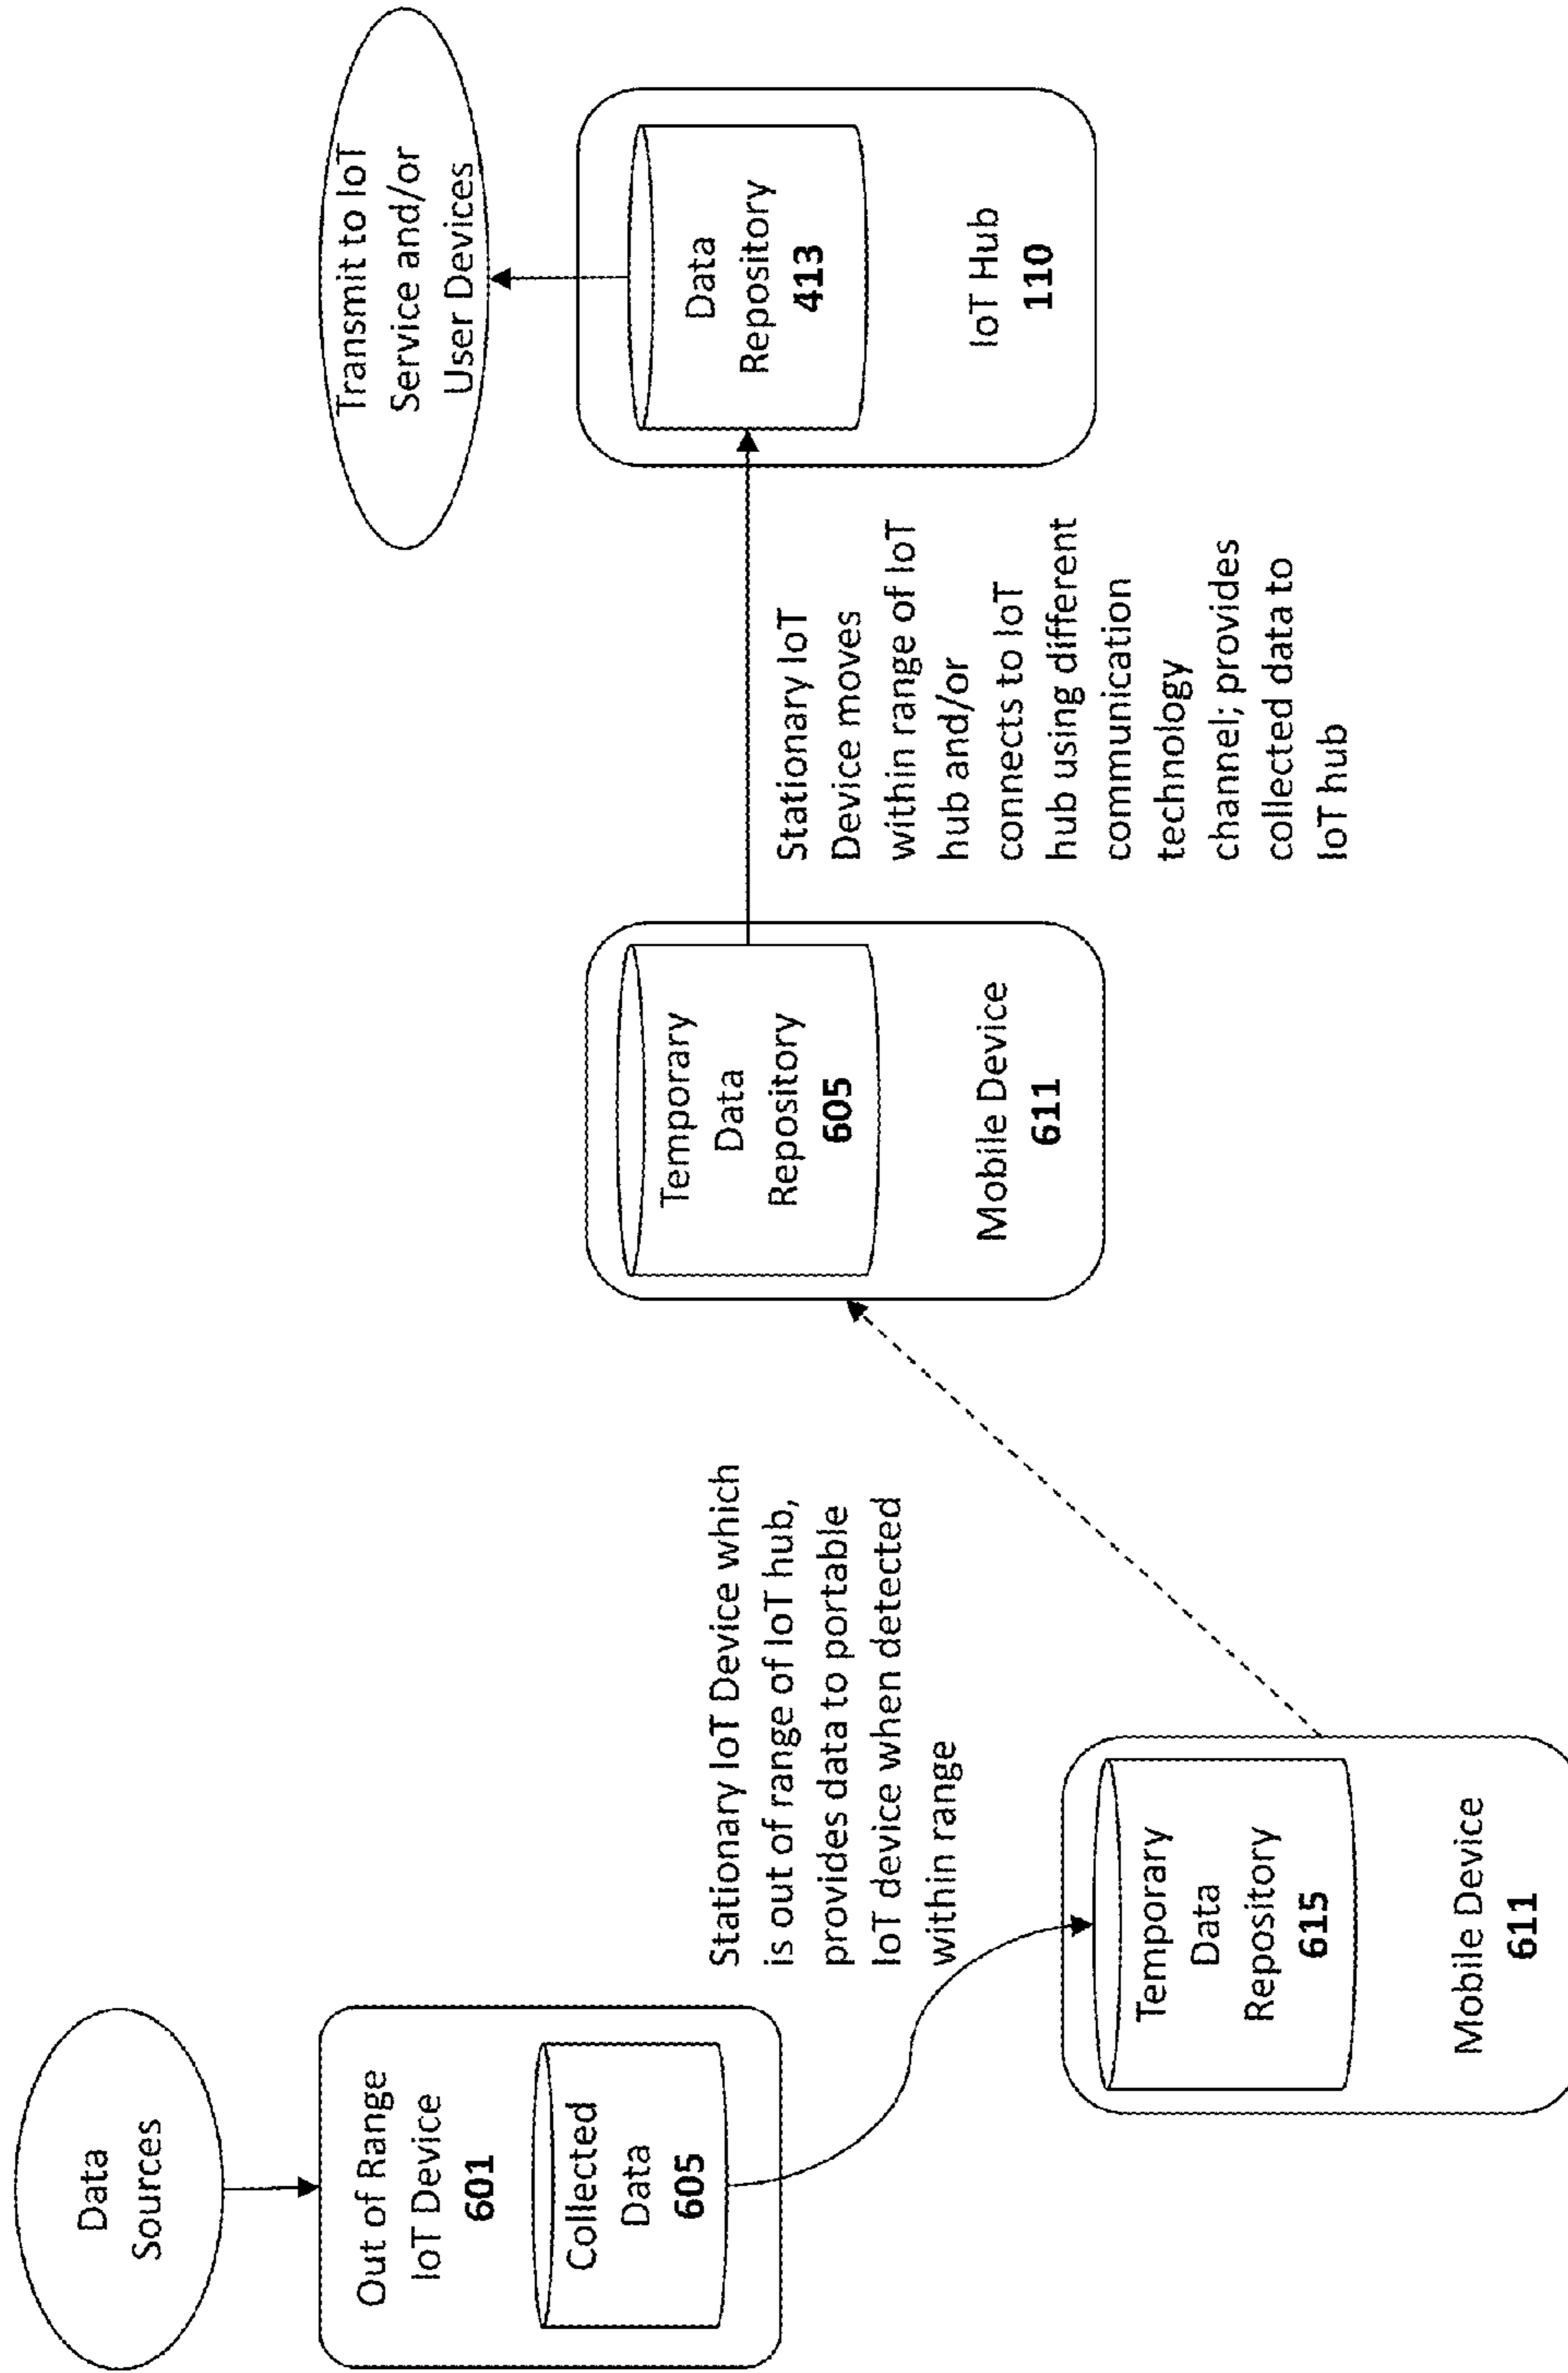 Data
Sources
Out of Range
IoT Device
601
Collected
Data
605
Stationary IoT Device which
is out of range of IoT hub,
provides data to portable
IoT device when detected
within range
Temporary
Data
Repository
615
Mobile Device
611
Temporary
Data
Repository
605
Mobile Device
611
Stationary IoT
Device moves
within range of IoT
hub and/or
connects to IoT
hub using different
communication
technology
channel; provides
collected data to
IoT hub
Transmit to IoT
Service and/or
User Devices
Data
Repository
413
IoT Hub
110